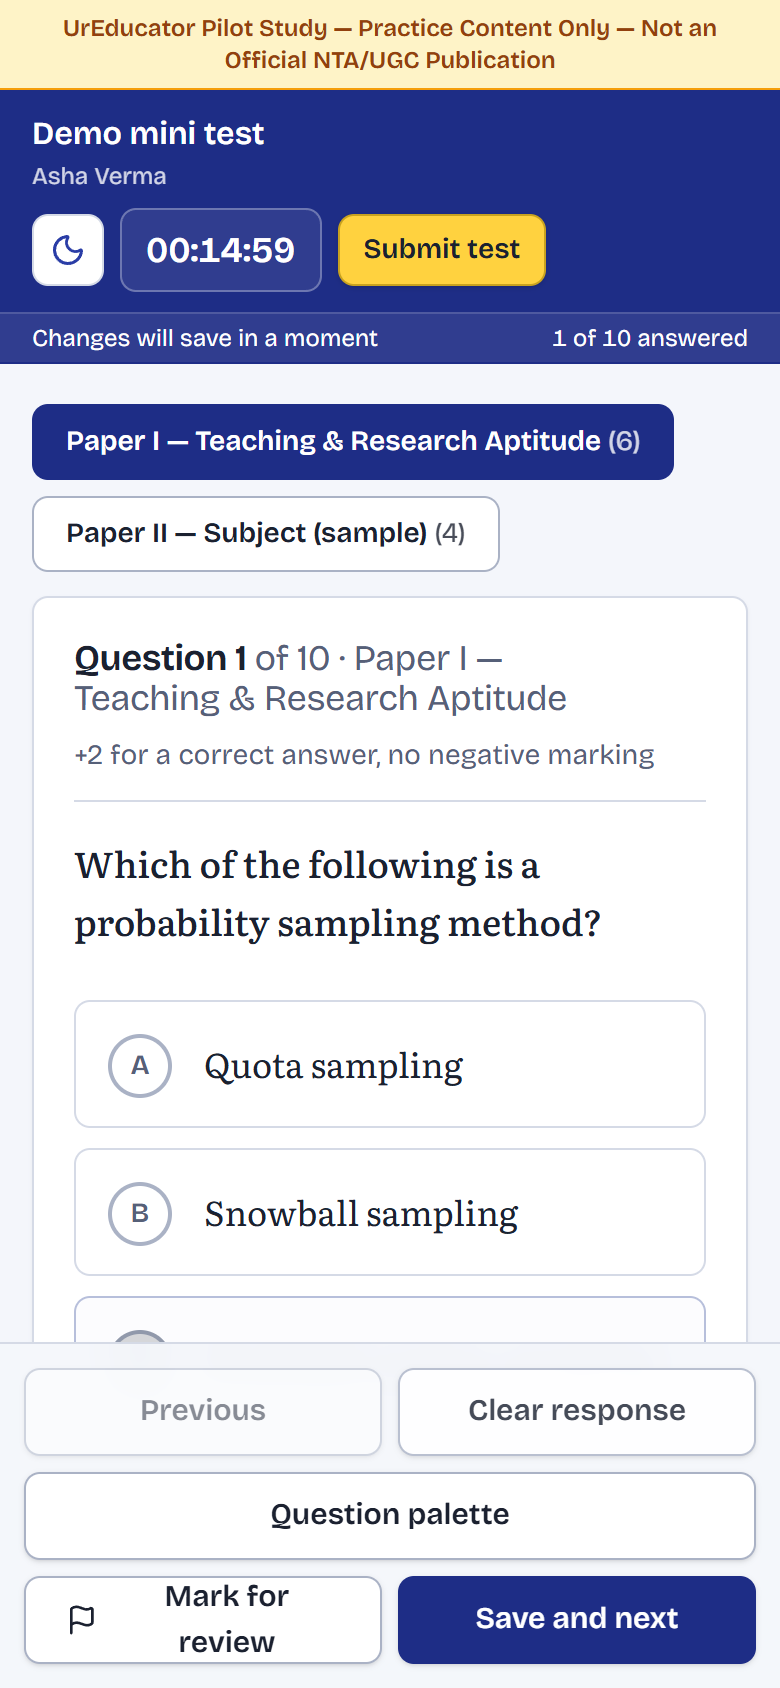 UrEducator Pilot Study — Practice Content Only — Not an
Official NTA/UGC Publication
Demo mini test
Asha Verma
00:14:59
Submit test
Changes will save in a moment
1 of 10 answered
Paper I — Teaching & Research Aptitude (6)
Paper II — Subject (sample) (4)
Question 1 of 10 · Paper I —
Teaching & Research Aptitude
+2 for a correct answer, no negative marking
Which of the following is a
probability sampling method?
A Quota sampling
B Snowball sampling
Previous
Clear response
Question palette
Mark for
review
Save and next